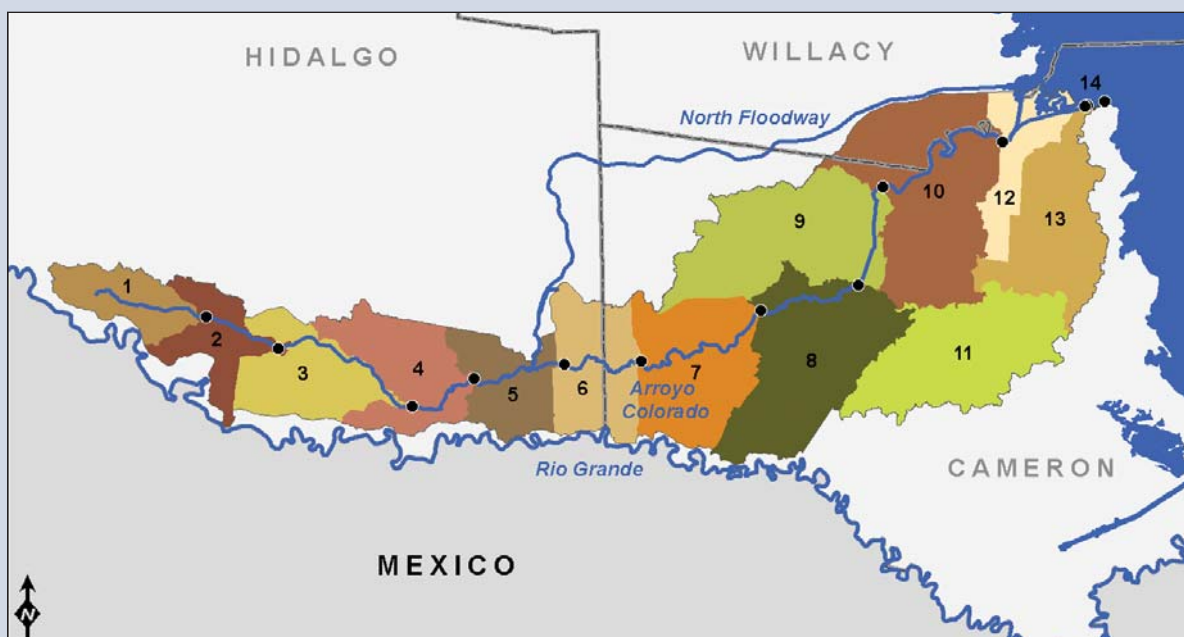 HIDALGO
WILLACY
North Floodway
14
10
12
9
13
1
2
3
4
5
6
7
8
11
Arroyo
Colorado
Rio Grande
CAMERON
MEXICO
N